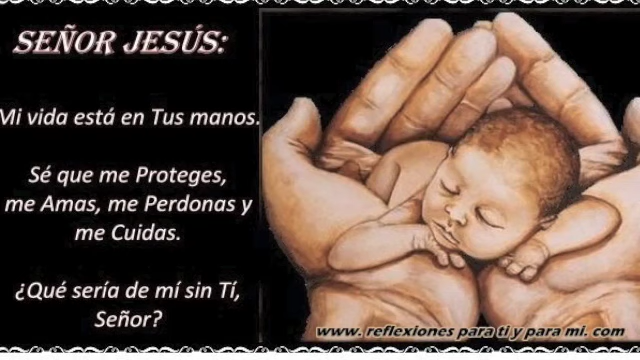 SEÑOR JESÚS:
Mi vida está en Tus manos.
Sé que me Proteges,
me Amas, me Perdonas y
me Cuidas.
¿Qué sería de mí sin Tí,
Señor?
www. reflexiones para ti y para mi. com